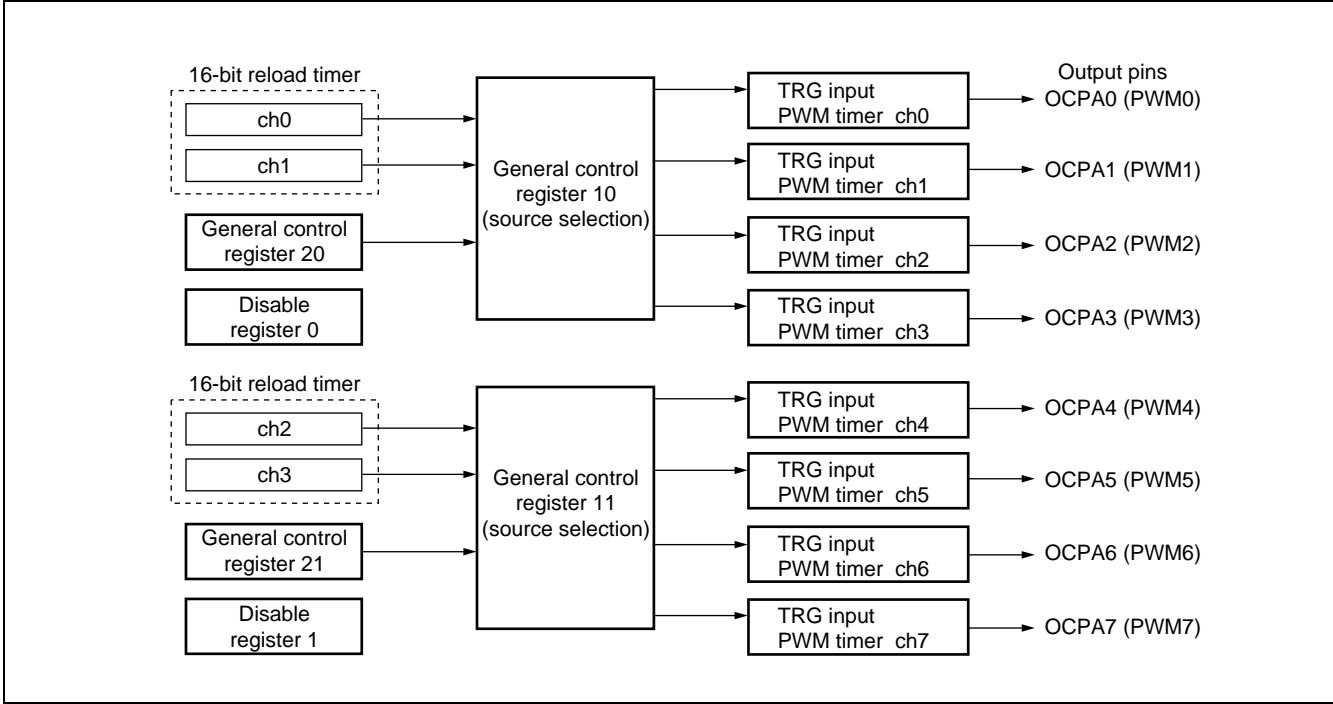 16-bit reload timer
ch0
ch1
General control
register 20
Disable
register 0
General control
register 10
(source selection)
TRG input
PWM timer ch0
TRG input
PWM timer ch1
TRG input
PWM timer ch2
TRG input
PWM timer ch3
Output pins
OCPA0 (PWM0)
OCPA1 (PWM1)
OCPA2 (PWM2)
OCPA3 (PWM3)
16-bit reload timer
ch2
ch3
General control
register 21
Disable
register 1
General control
register 11
(source selection)
TRG input
PWM timer ch4
TRG input
PWM timer ch5
TRG input
PWM timer ch6
TRG input
PWM timer ch7
OCPA4 (PWM4)
OCPA5 (PWM5)
OCPA6 (PWM6)
OCPA7 (PWM7)